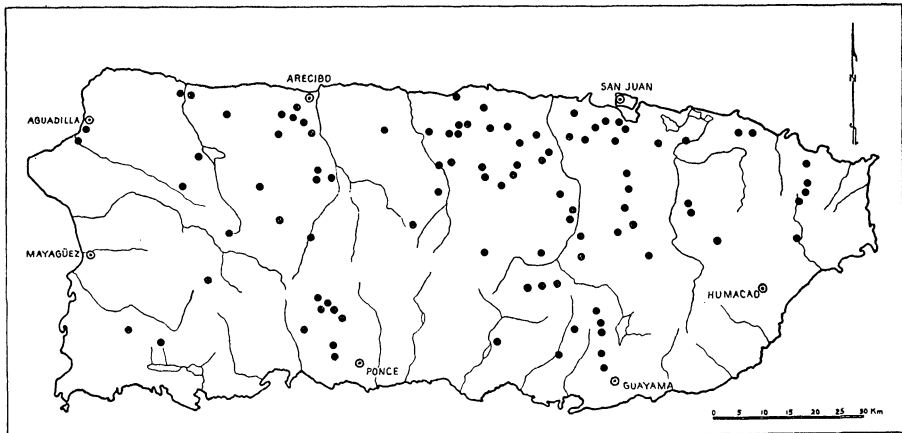 ARECIBO
SAN JUAN
N
AGUADILLA
MAYAGÜEZ
HUMACAO
PONCE
GUAYAMA
0 5 10 15 20 25 30 Km